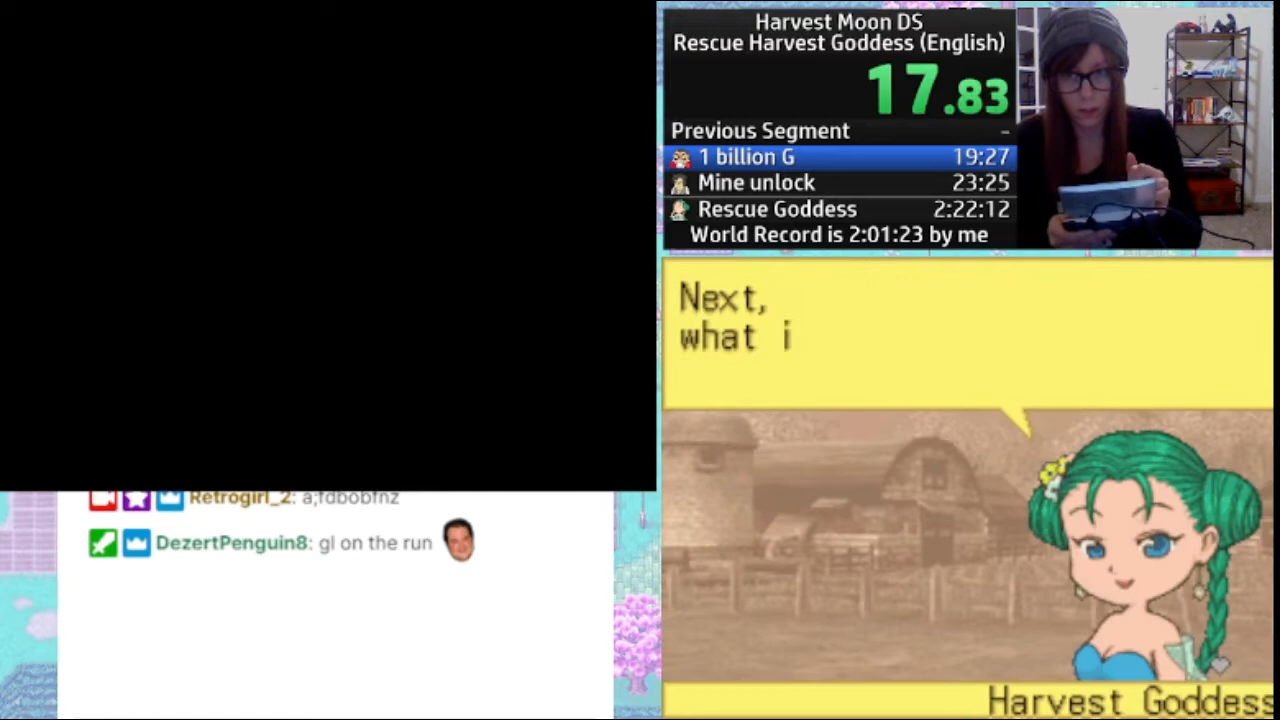 Harvest Moon DS
Rescue Harvest Goddess (English)
17.83
Previous Segment -
1 billion G 19:27
Mine unlock 23:25
Rescue Goddess 2:22:12
World Record is 2:01:23 by me
Next,
what i
Retrogirl_2: a;fdbobfnz
DezertPenguin8: gl on the run
Harvest Goddess